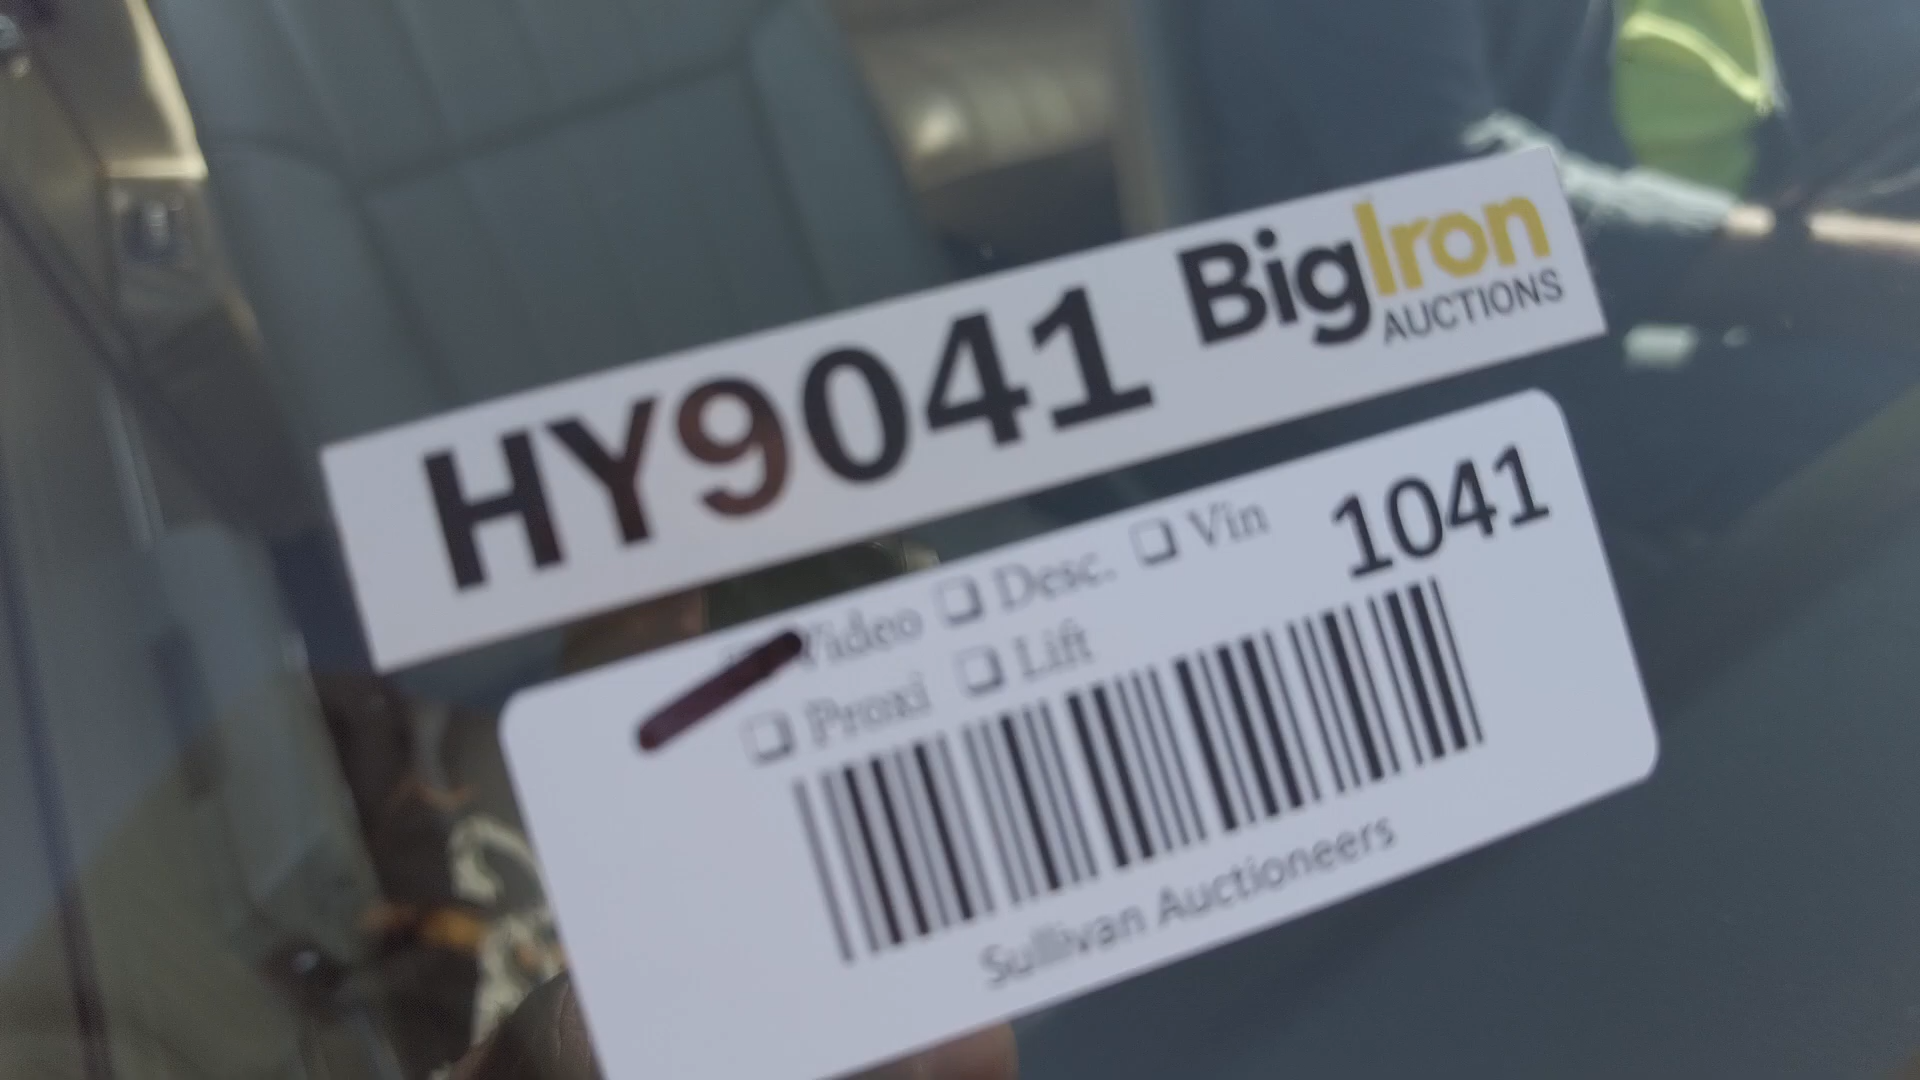 HY9041 BigIron
AUCTIONS
Video Desc. Vin 1041
Proxi Lift
Sullivan Auctioneers